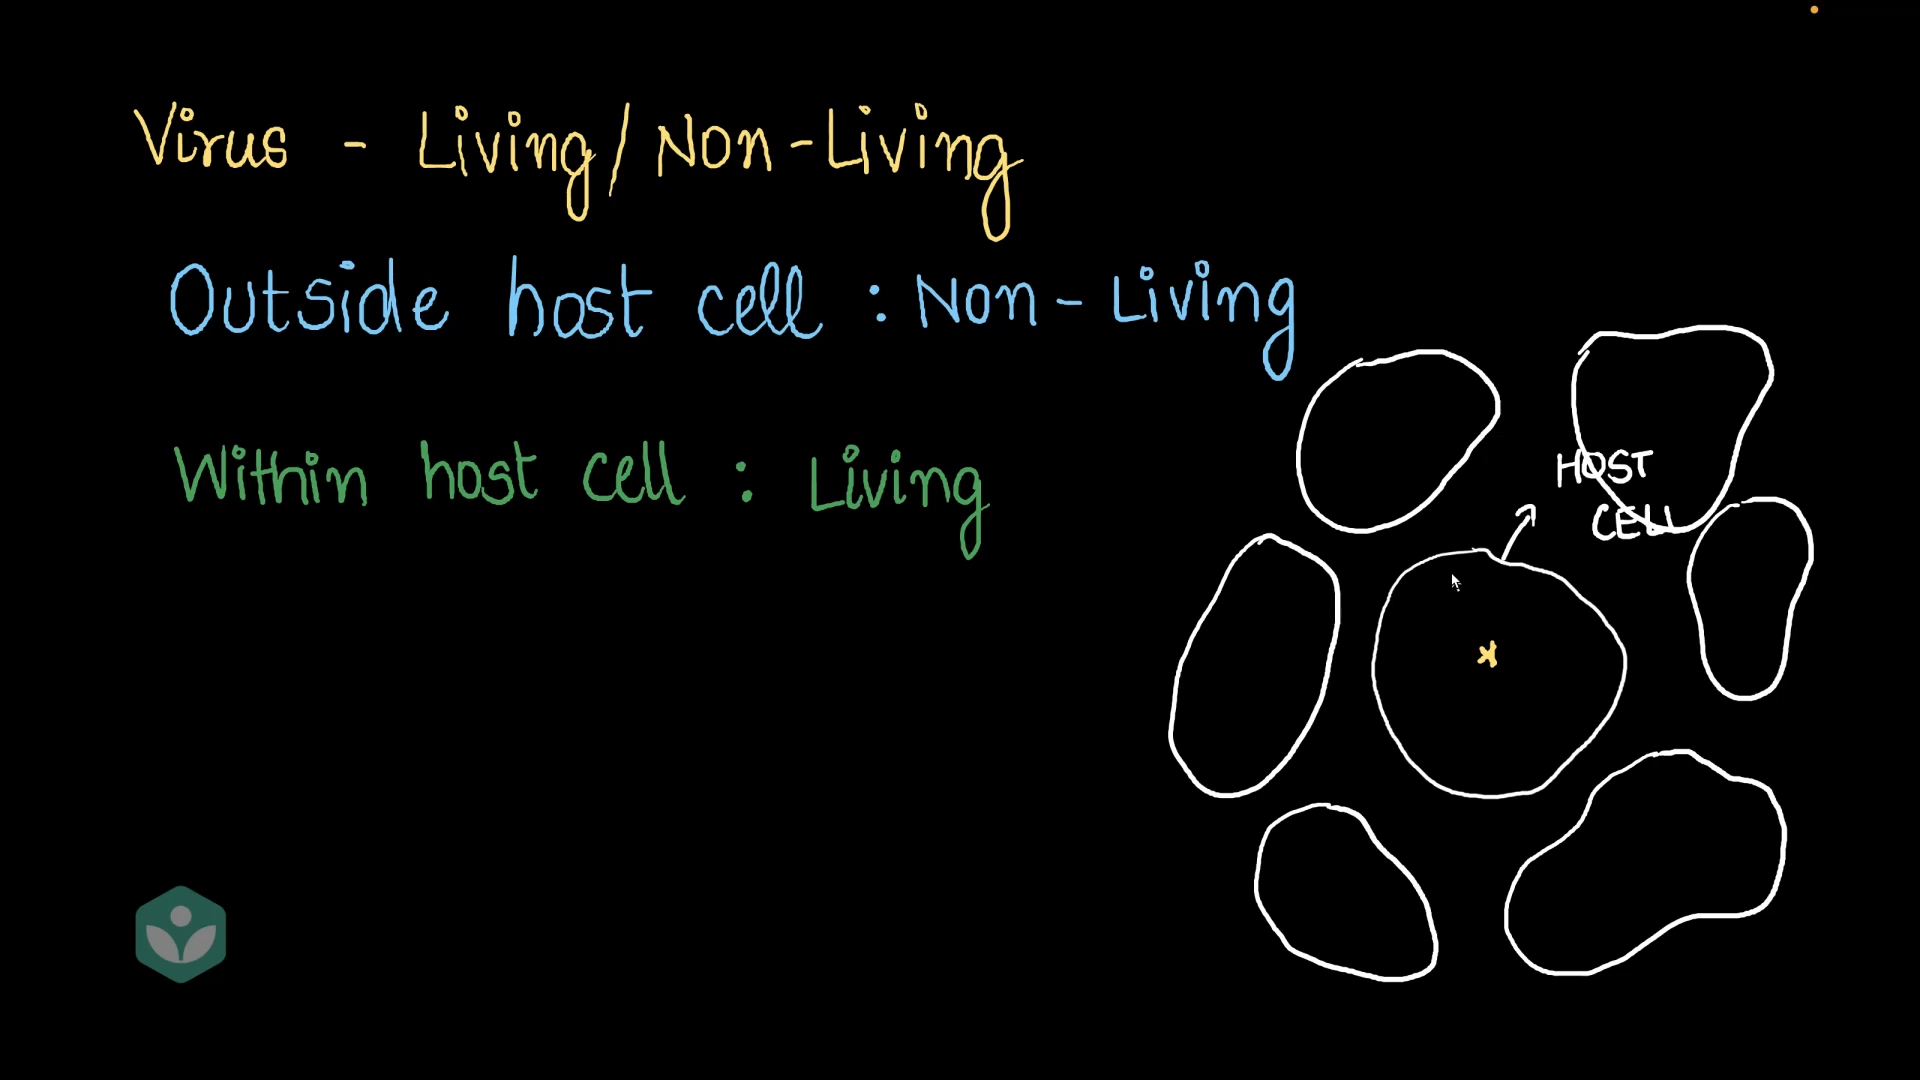 Virus - Living/Non-Living
Outside host cell : Non-Living
Within host cell : Living
HOST
CELL